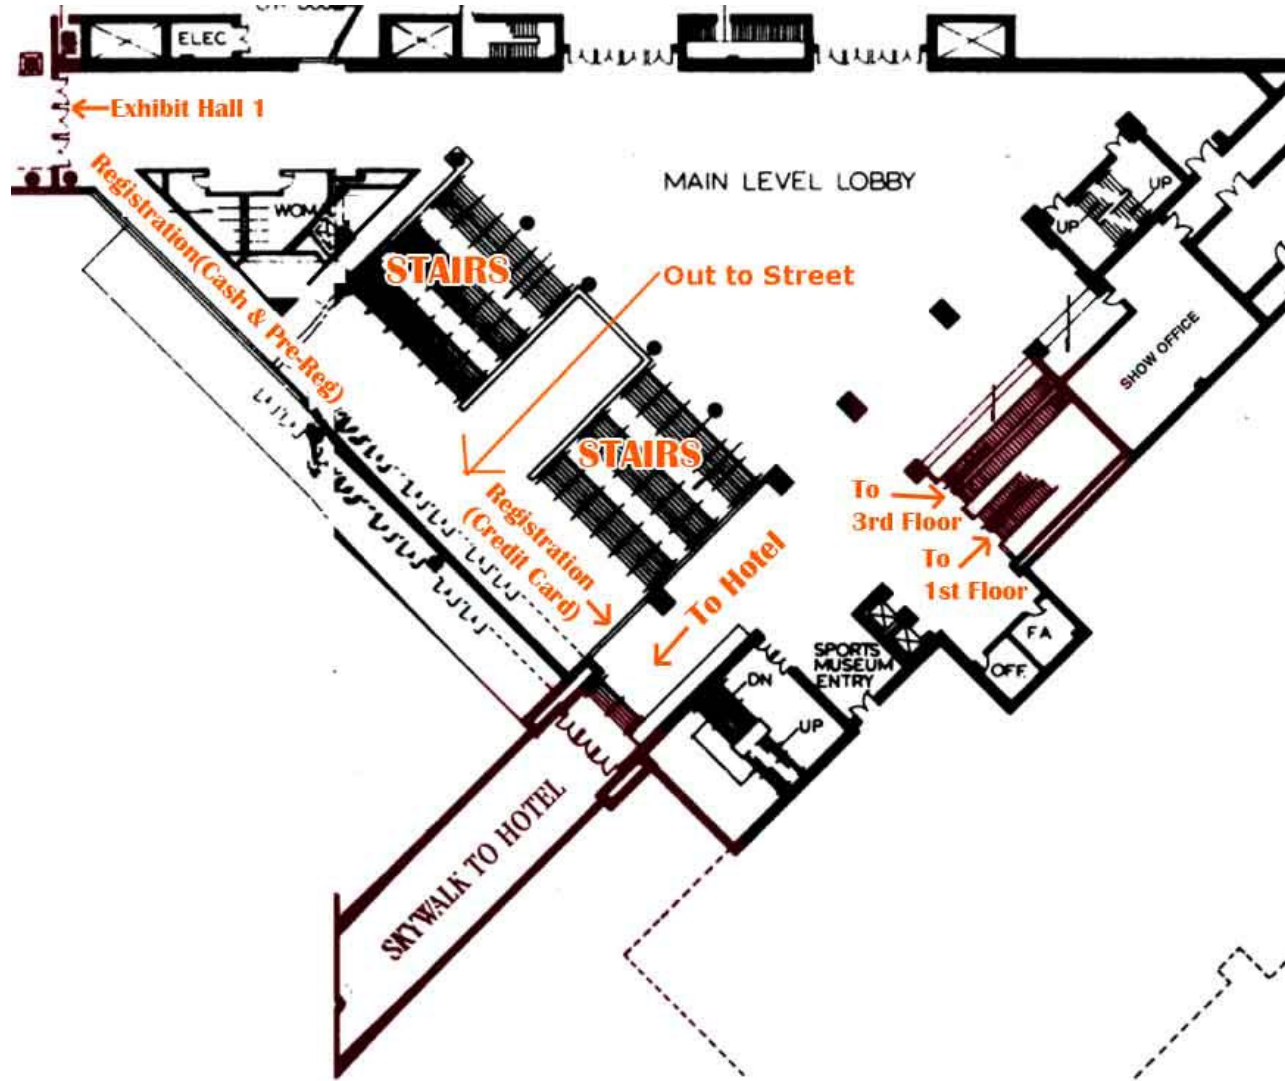 ELEC
Exhibit Hall 1
Registration(Cash & Pre-Reg)
WOM
MAIN LEVEL LOBBY
UP
UP
STAIRS
Out to Street
SHOW OFFICE
STAIRS
To
3rd Floor
To
1st Floor
Registration
(Credit Card)
To Hotel
SPORTS
MUSEUM
ENTRY
FA
OFF.
DN
UP
SKYWALK TO HOTEL